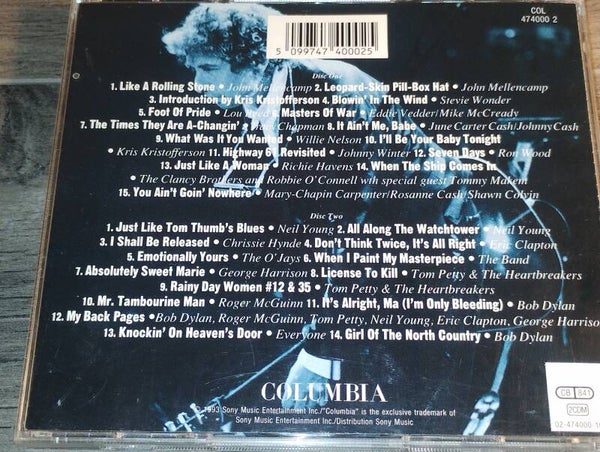 COL
474000 2
5 099747 400025
Disc One
1. Like A Rolling Stone • John Mellencamp 2. Leopard-Skin Pill-Box Hat • John Mellencamp
3. Introduction by Kris Kristofferson 4. Blowin' In The Wind • Stevie Wonder
5. Foot Of Pride • Lou Reed 6. Masters Of War • Eddie Vedder/Mike McCready
7. The Times They Are A-Changin' • Tracy Chapman 8. It Ain't Me, Babe • June Carter Cash/Johnny Cash
9. What Was It You Wanted • Willie Nelson 10. I'll Be Your Baby Tonight
• Kris Kristofferson 11. Highway 61 Revisited • Johnny Winter 12. Seven Days • Ron Wood
13. Just Like A Woman • Richie Havens 14. When The Ship Comes In
• The Clancy Brothers and Robbie O'Connell with special guest Tommy Makem
15. You Ain't Goin' Nowhere • Mary-Chapin Carpenter/Rosanne Cash/Shawn Colvin
Disc Two
1. Just Like Tom Thumb's Blues • Neil Young 2. All Along The Watchtower • Neil Young
3. I Shall Be Released • Chrissie Hynde 4. Don't Think Twice, It's All Right • Eric Clapton
5. Emotionally Yours • The O'Jays 6. When I Paint My Masterpiece • The Band
7. Absolutely Sweet Marie • George Harrison 8. License To Kill • Tom Petty & The Heartbreakers
9. Rainy Day Women #12 & 35 • Tom Petty & The Heartbreakers
10. Mr. Tambourine Man • Roger McGuinn 11. It's Alright, Ma (I'm Only Bleeding) • Bob Dylan
12. My Back Pages • Bob Dylan, Roger McGuinn, Tom Petty, Neil Young, Eric Clapton, George Harriso
13. Knockin' On Heaven's Door • Everyone 14. Girl Of The North Country • Bob Dylan
COLUMBIA
© 1993 Sony Music Entertainment Inc./"Columbia" is the exclusive trademark of
Sony Music Entertainment Inc./Distribution Sony Music
CB 841
2CDM
02-474000-1